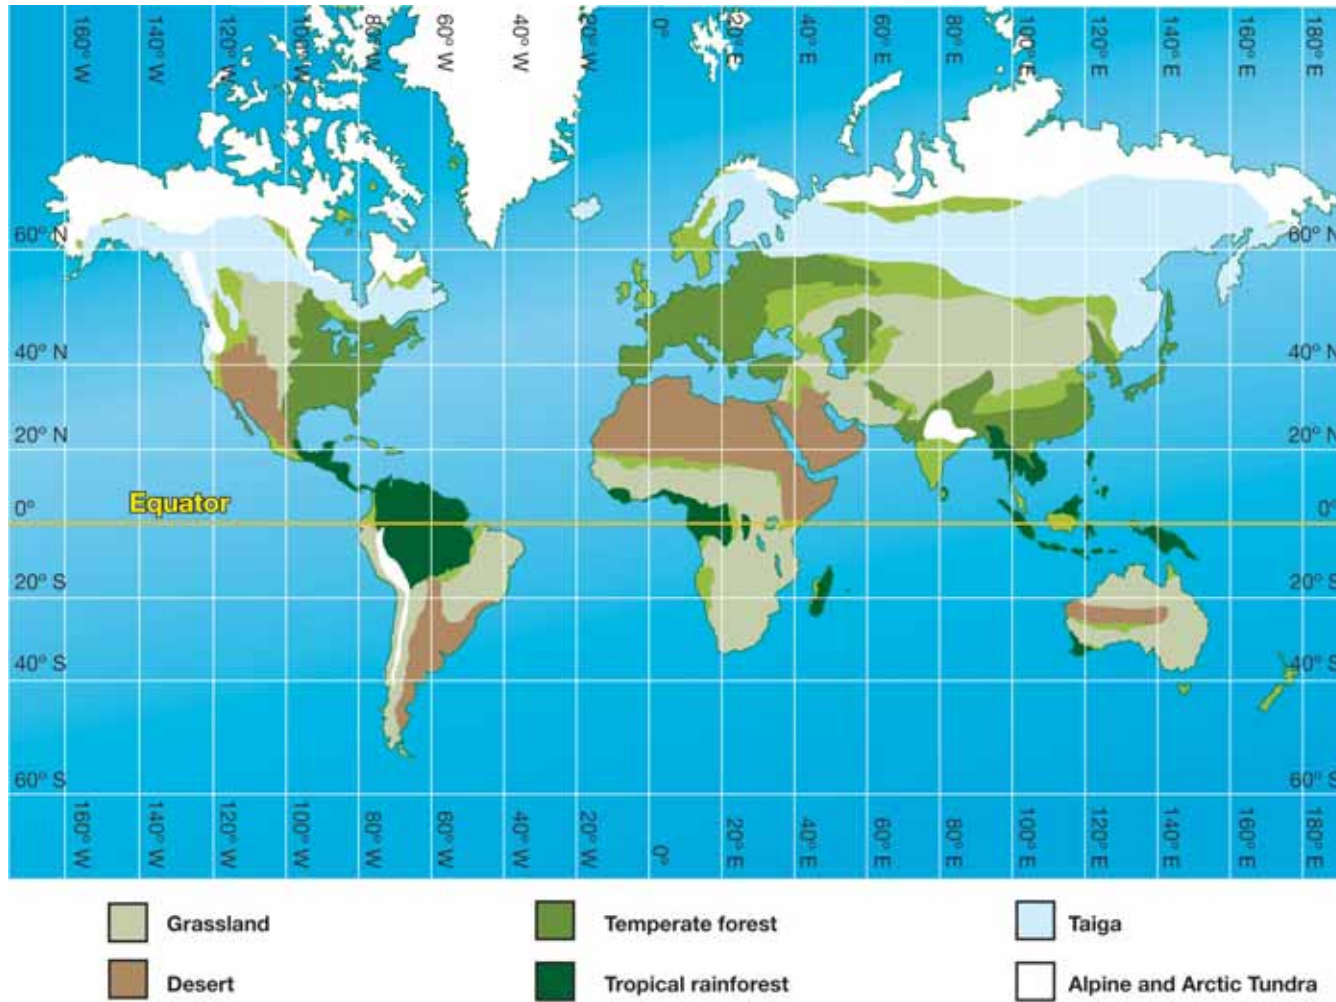 160° W 140° W 120° W 100° W 80° W 60° W 40° W 20° W 0° 20° E 40° E 60° E 80° E 100° E 120° E 140° E 160° E 180° E
60° N 60° N
40° N 40° N
20° N 20° N
Equator
0° 0°
20° S 20° S
40° S 40° S
60° S 60° S
160° W 140° W 120° W 100° W 80° W 60° W 40° W 20° W 0° 20° E 40° E 60° E 80° E 100° E 120° E 140° E 160° E 180° E
Grassland Temperate forest Taiga
Desert Tropical rainforest Alpine and Arctic Tundra